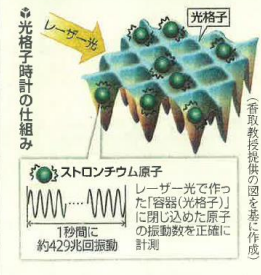 光格子時計の仕組み
レーザー光
光格子
ストロンチウム原子
1秒間に
約429兆回振動
レーザー光で作っ
た「容器(光格子)」
に閉じ込めた原子
の振動数を正確に
計測
(香取教授提供の図を基に作成)